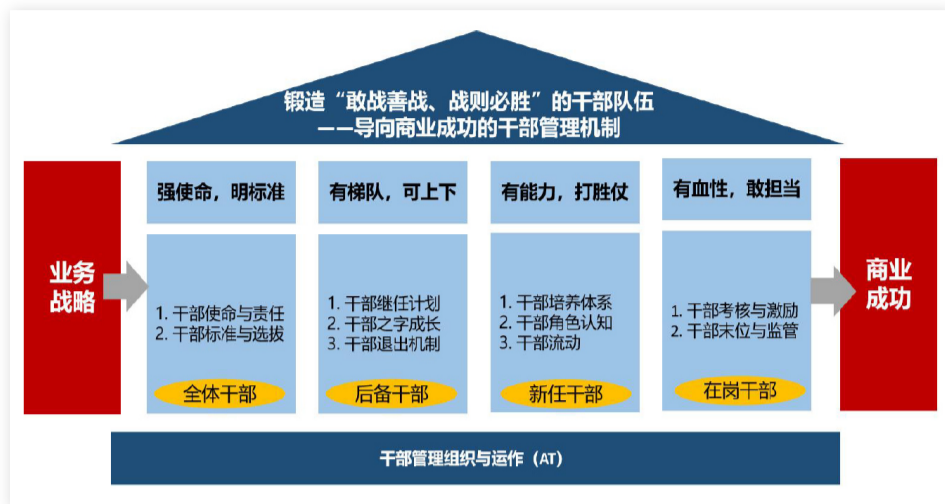 锻造“敢战善战、战则必胜”的干部队伍
——导向商业成功的干部管理机制
业务
战略
强使命，明标准
1. 干部使命与责任
2. 干部标准与选拔
全体干部
有梯队，可上下
1. 干部继任计划
2. 干部之字成长
3. 干部退出机制
后备干部
有能力，打胜仗
1. 干部培养体系
2. 干部角色认知
3. 干部流动
新任干部
有血性，敢担当
1. 干部考核与激励
2. 干部末位与监管
在岗干部
商业
成功
干部管理组织与运作（AT）